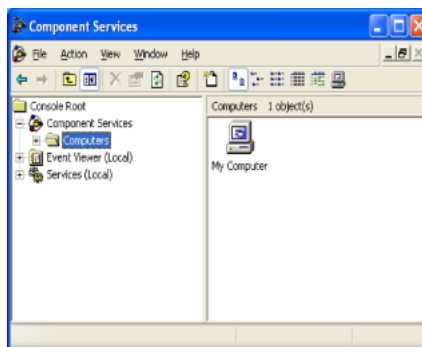 Component Services
File Action View Window Help
Console Root
Component Services
Computers
Event Viewer (Local)
Services (Local)
Computers 1 object(s)
My Computer